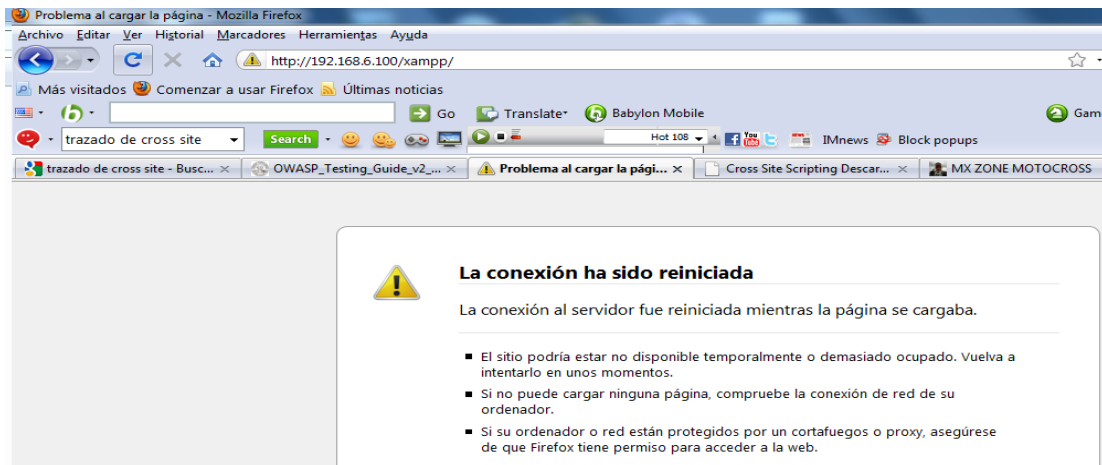 Problema al cargar la página - Mozilla Firefox
Archivo Editar Ver Historial Marcadores Herramientas Ayuda
http://192.168.6.100/xampp/
Más visitados Comenzar a usar Firefox Últimas noticias
Go Translate Babylon Mobile Gam
trazado de cross site Search Hot 108 You Tube IMnews Block popups
trazado de cross site - Busc... OWASP_Testing_Guide_v2_... Problema al cargar la pági... Cross Site Scripting Descar... MX ZONE MOTOCROSS
La conexión ha sido reiniciada
La conexión al servidor fue reiniciada mientras la página se cargaba.
El sitio podría estar no disponible temporalmente o demasiado ocupado. Vuelva a
intentarlo en unos momentos.
Si no puede cargar ninguna página, compruebe la conexión de red de su
ordenador.
Si su ordenador o red están protegidos por un cortafuegos o proxy, asegúrese
de que Firefox tiene permiso para acceder a la web.